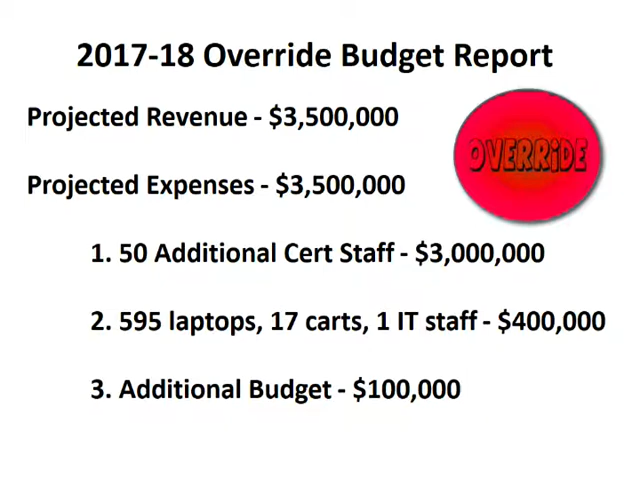 2017-18 Override Budget Report
Projected Revenue - $3,500,000
OVERRiDE
Projected Expenses - $3,500,000
1. 50 Additional Cert Staff - $3,000,000
2. 595 laptops, 17 carts, 1 IT staff - $400,000
3. Additional Budget - $100,000